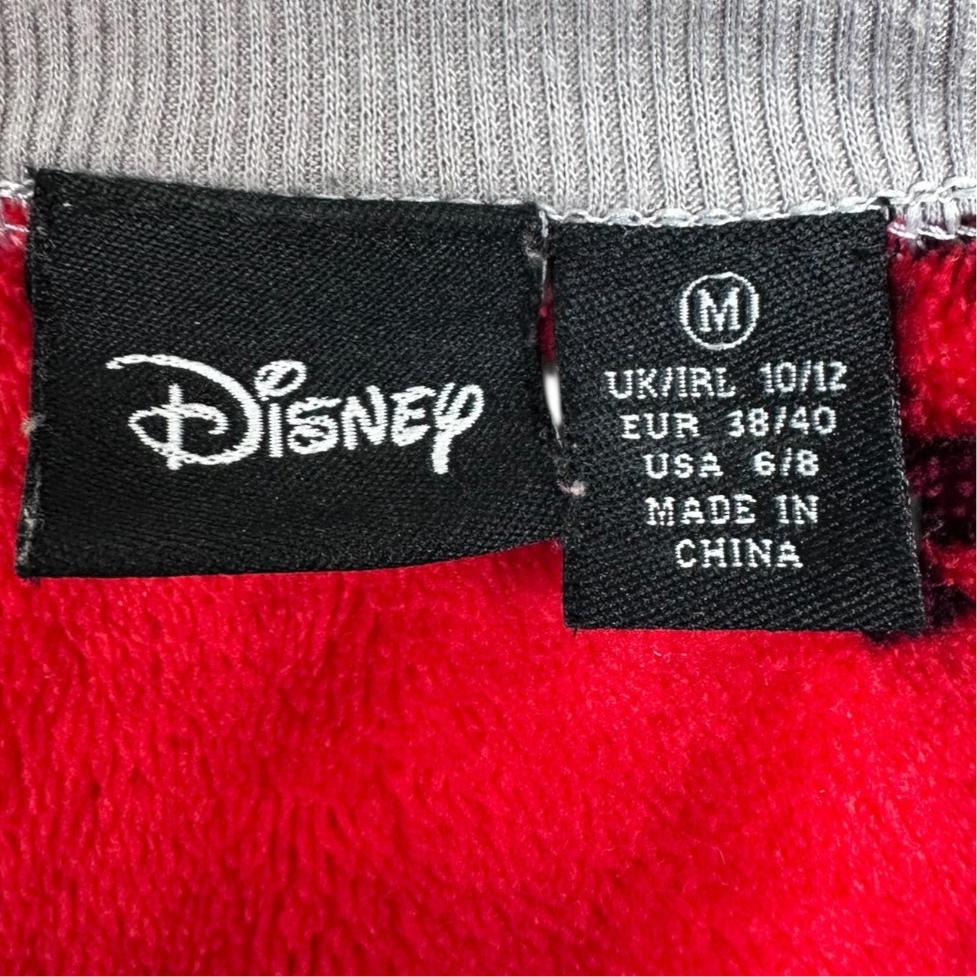 Disney
M
UK/IRL 10/12
EUR 38/40
USA 6/8
MADE IN
CHINA